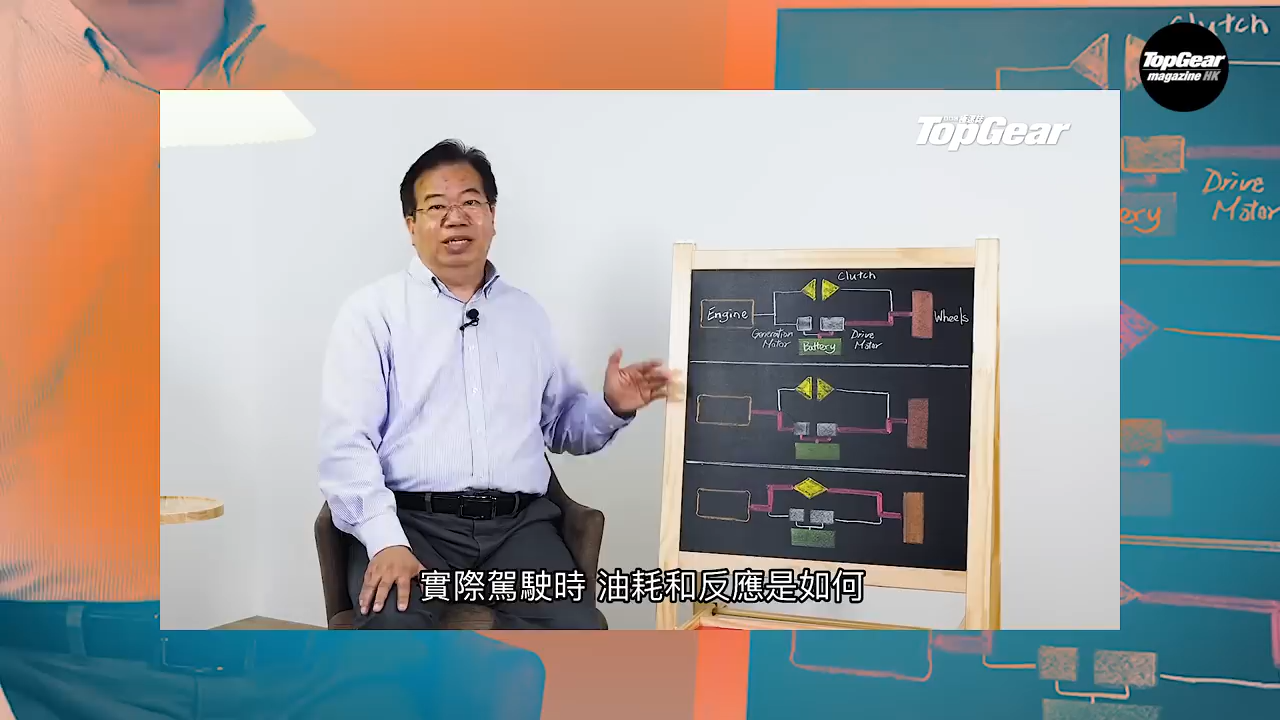 Clutch
TopGear
magazine HK
TopGear
Drive
Motor
ery
Clutch
Engine
Wheels
Generation
Motor
Battery
Drive
Motor
實際駕駛時 油耗和反應是如何